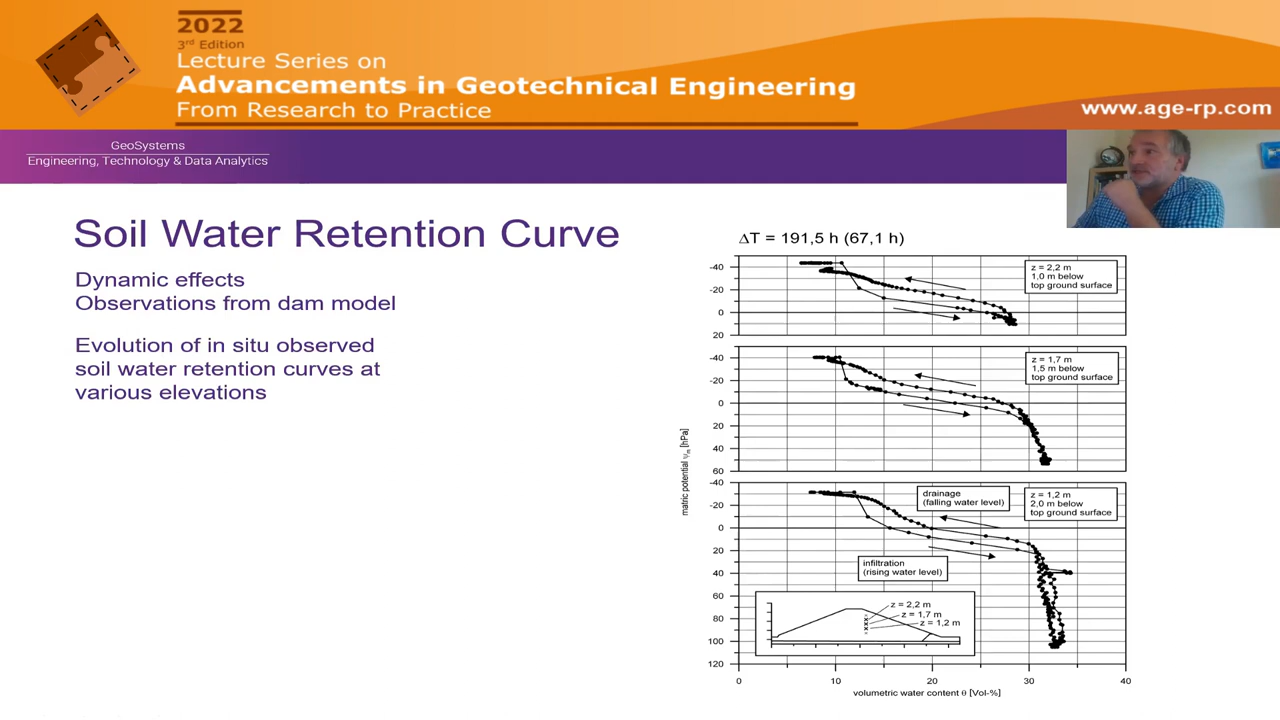 2022
3rd Edition
Lecture Series on
Advancements in Geotechnical Engineering
From Research to Practice
www.age-rp.com
GeoSystems
Engineering, Technology & Data Analytics
Soil Water Retention Curve
Dynamic effects
Observations from dam model
Evolution of in situ observed
soil water retention curves at
various elevations
ΔT = 191,5 h (67,1 h)
-40
-20
0
20
z = 2,2 m
1,0 m below
top ground surface
-40
-20
0
20
40
60
z = 1,7 m
1,5 m below
top ground surface
matric potential ψm [hPa]
-40
-20
0
20
40
60
80
100
120
drainage
(falling water level)
z = 1,2 m
2,0 m below
top ground surface
infiltration
(rising water level)
z = 2,2 m
z = 1,7 m
z = 1,2 m
0 10 20 30 40
volumetric water content θ [Vol-%]